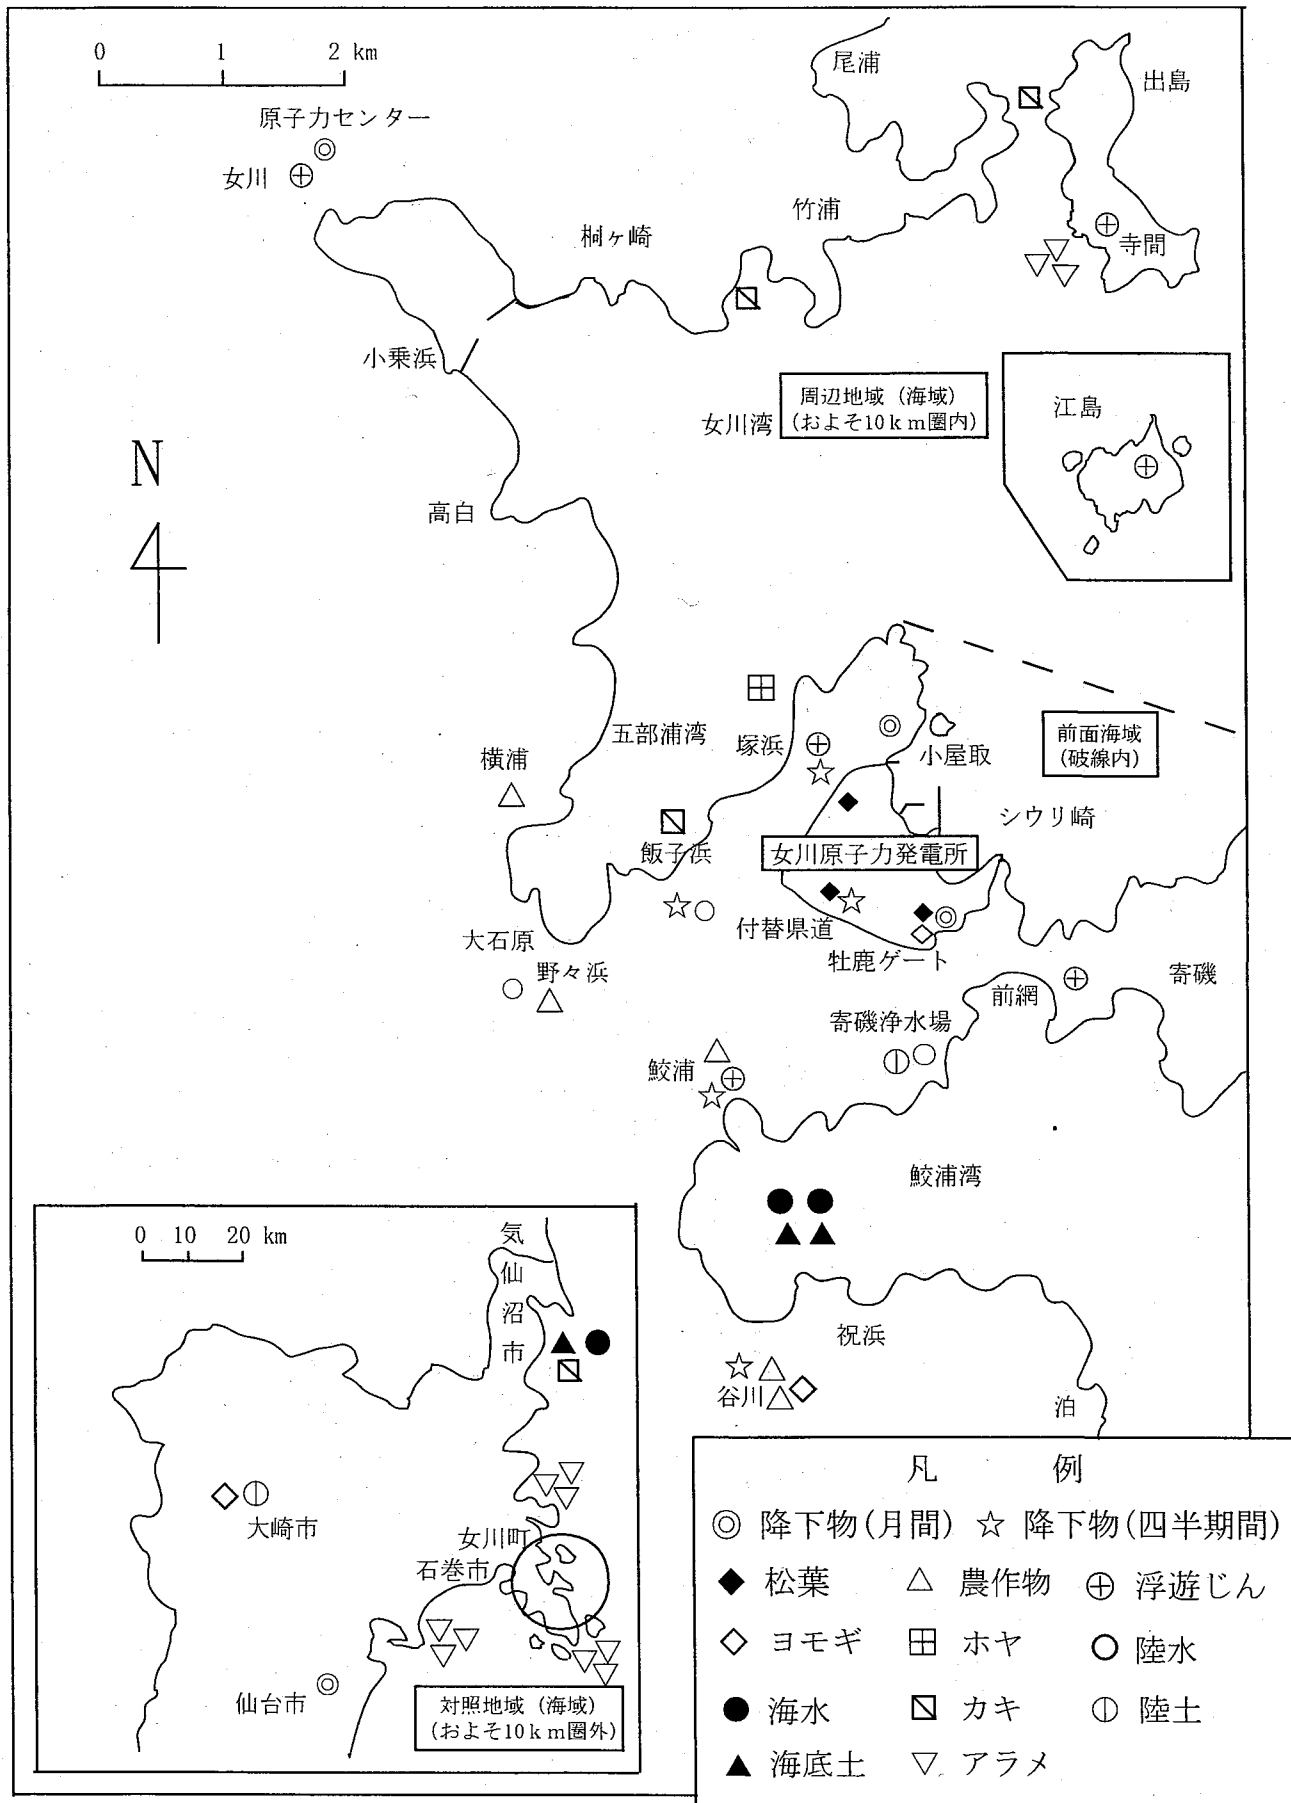 0 1 2 km
尾浦
出島
原子力センター
女川
竹浦
桐ヶ崎
寺間
小乗浜
周辺地域(海域)
(およそ10km圏内)
女川湾
江島
N
高白
五部浦湾
塚浜
小屋取
前面海域
(破線内)
横浦
シウリ崎
飯子浜
女川原子力発電所
付替県道
大石原
野々浜
牡鹿ゲート
前網
寄磯
寄磯浄水場
鮫浦
鮫浦湾
祝浜
谷川
泊
0 10 20 km
気仙沼市
大崎市
女川町
石巻市
仙台市
対照地域(海域)
(およそ10km圏外)
凡 例
◎ 降下物(月間) ☆ 降下物(四半期間)
◆ 松葉 △ 農作物 ⊕ 浮遊じん
◇ ヨモギ ⊞ ホヤ ○ 陸水
● 海水 カキ 陸土
▲ 海底土 ▽ アラメ